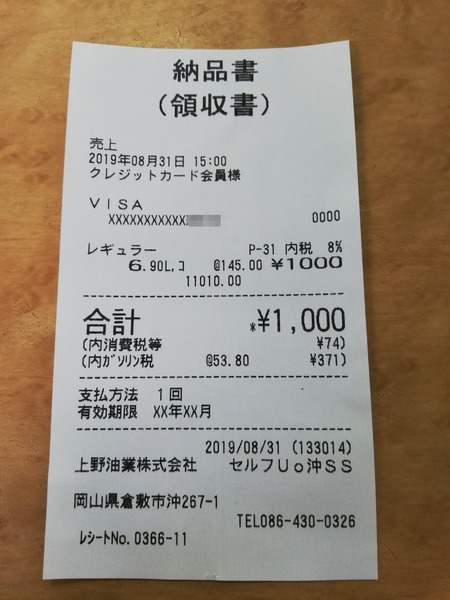 納品書
(領収書)
売上
2019年08月31日 15:00
クレジットカード会員様
VISA
XXXXXXXXXXX 0000
レギュラー P-31 内税 8%
6.90L,ｺ @145.00 ¥1000
11010.00
合計 *¥1,000
(内消費税等 ¥74)
(内ｶﾞｿﾘﾝ税 @53.80 ¥371)
支払方法 1回
有効期限 XX年XX月
2019/08/31 (133014)
上野油業株式会社 セルフUo沖SS
岡山県倉敷市沖267-1
TEL086-430-0326
ﾚｼｰﾄNo. 0366-11